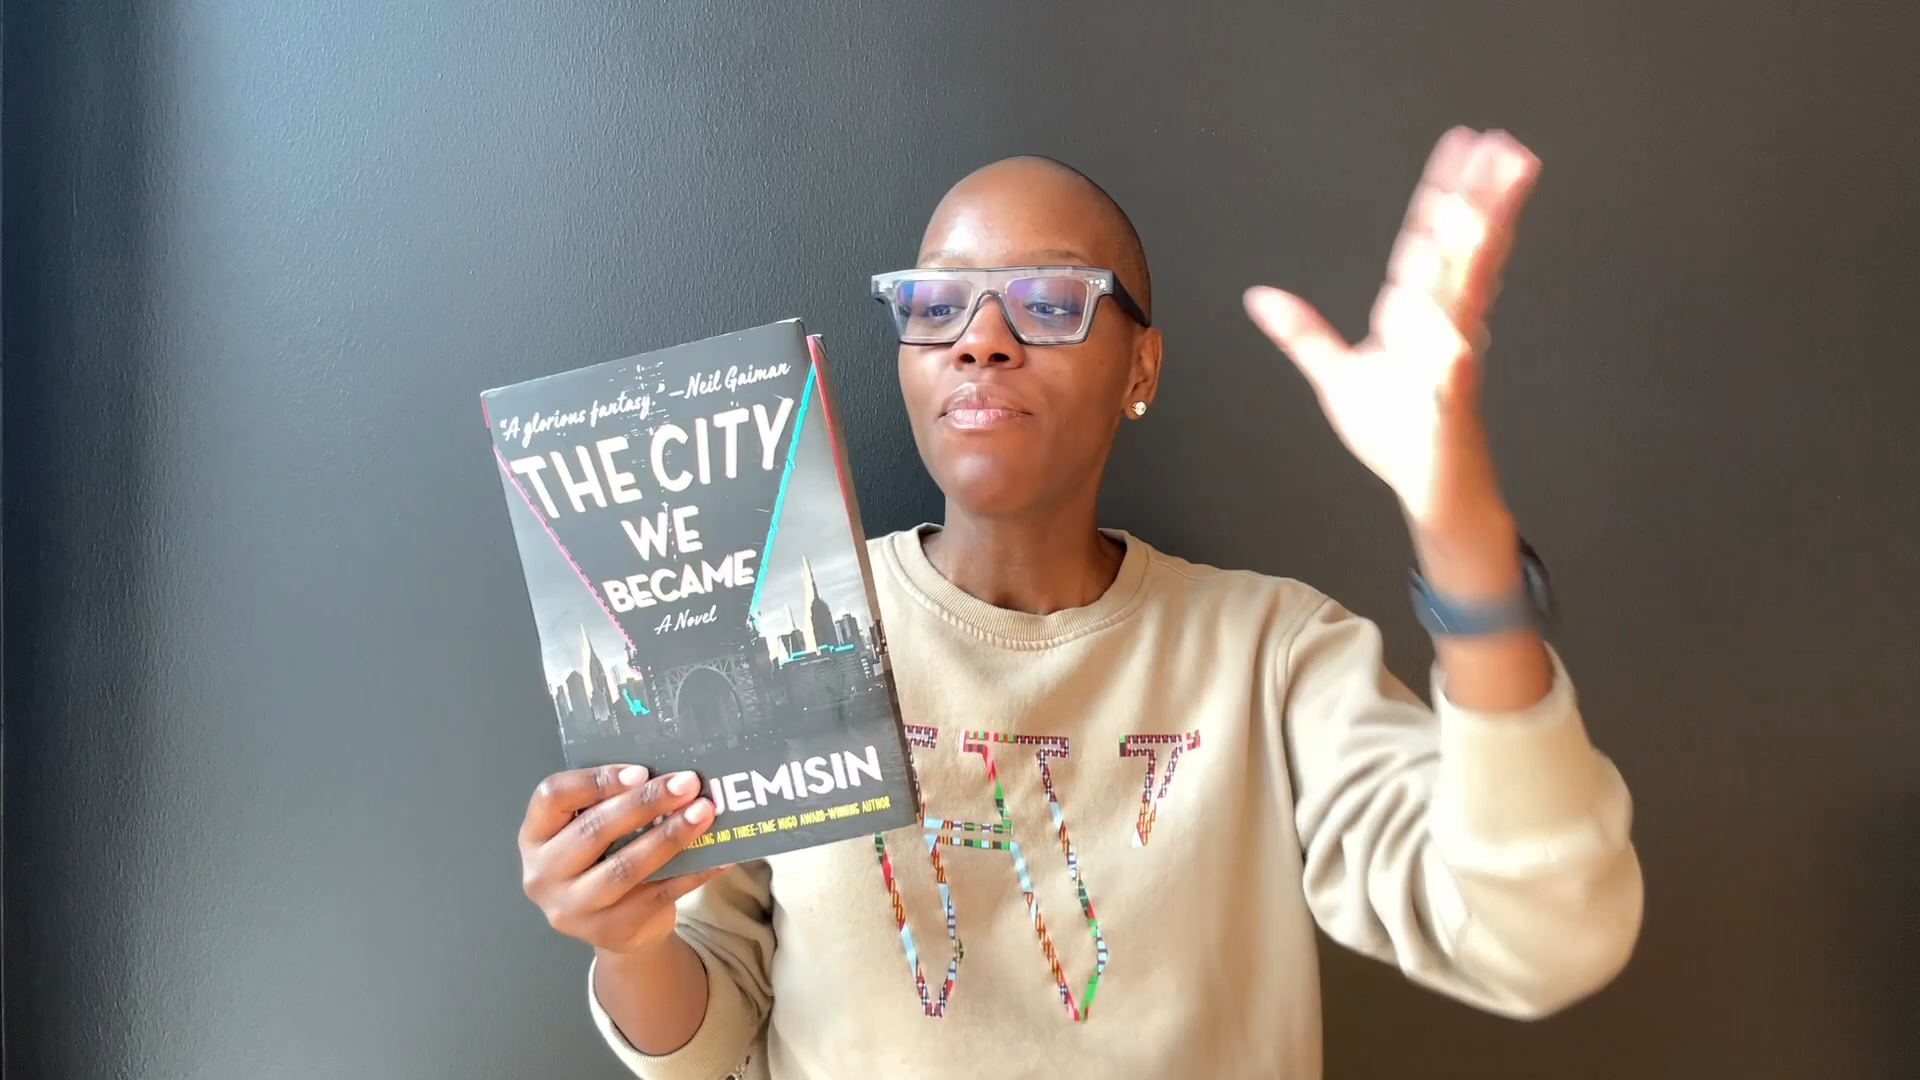 "A glorious fantasy." —Neil Gaiman
THE CITY
WE
BECAME
A Novel
JEMISIN
AND THREE-TIME HUGO AWARD-WINNING AUTHOR
W